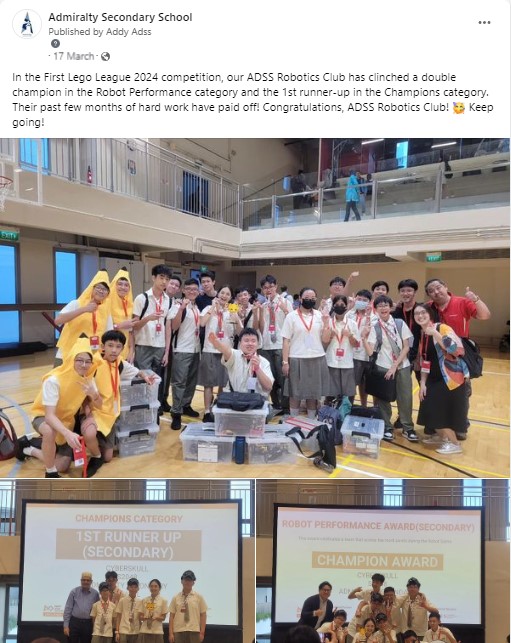 Admiralty Secondary School
Published by Addy Adss
· 17 March ·
In the First Lego League 2024 competition, our ADSS Robotics Club has clinched a double
champion in the Robot Performance category and the 1st runner-up in the Champions category.
Their past few months of hard work have paid off! Congratulations, ADSS Robotics Club! 🥰 Keep
going!
CHAMPIONS CATEGORY
1ST RUNNER UP
(SECONDARY)
CYBERSKULL
ROBOT PERFORMANCE AWARD(SECONDARY)
CHAMPION AWARD